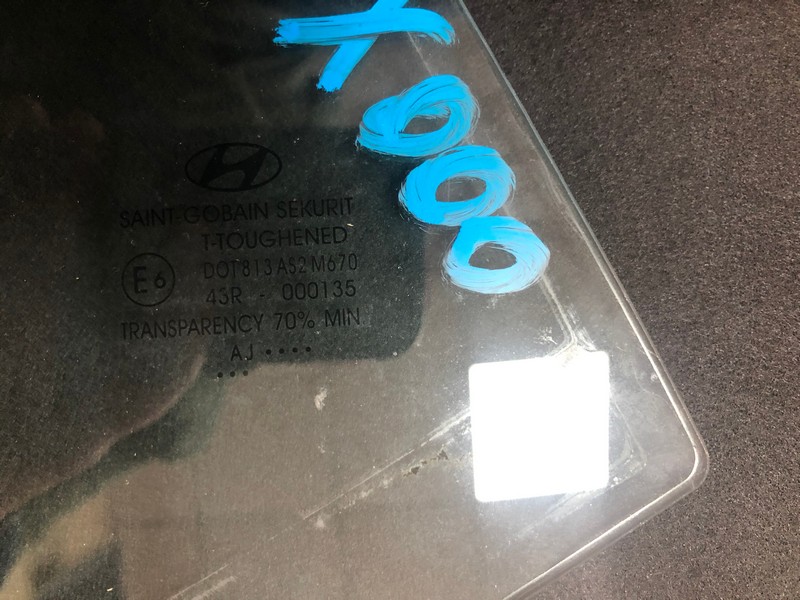 X000
SAINT-GOBAIN SEKURIT
T-TOUGHENED
E6
DOT813 AS2 M670
43R - 000135
TRANSPARENCY 70% MIN
AJ ••••
•••